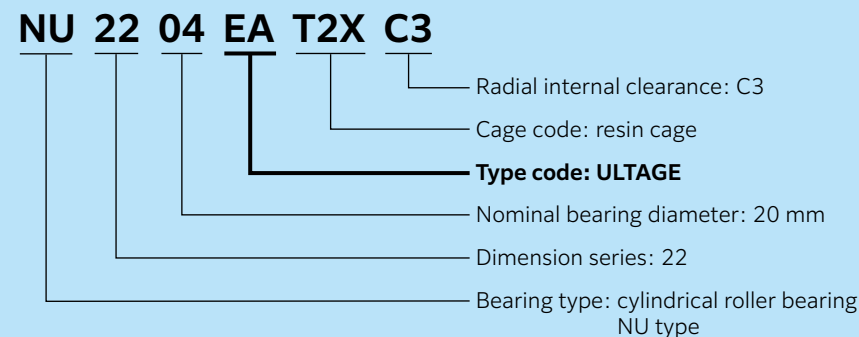 NU 22 04 EA T2X C3
Radial internal clearance: C3
Cage code: resin cage
Type code: ULTAGE
Nominal bearing diameter: 20 mm
Dimension series: 22
Bearing type: cylindrical roller bearing
NU type